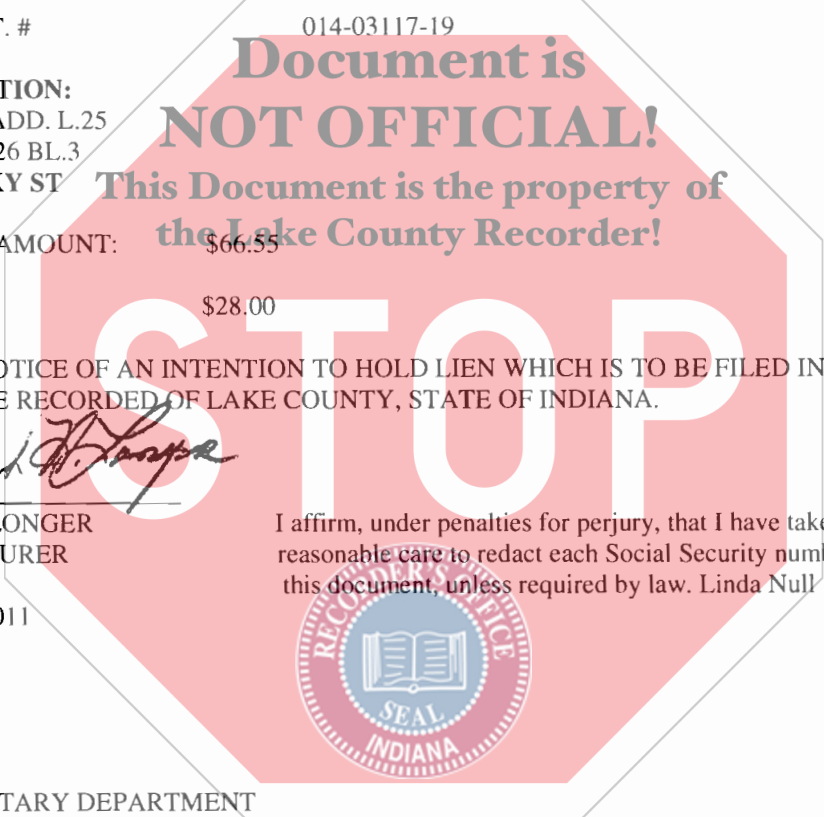 T. # 014-03117-19
Document is
TION:
ADD. L.25
NOT OFFICIAL!
26 BL.3
KY ST
This Document is the property of
AMOUNT: $66.55
the Lake County Recorder!
$28.00
STOP
OTICE OF AN INTENTION TO HOLD LIEN WHICH IS TO BE FILED IN
E RECORDED OF LAKE COUNTY, STATE OF INDIANA.
ONGER
URER
I affirm, under penalties for perjury, that I have take
reasonable care to redact each Social Security numb
this document, unless required by law. Linda Null
011
RECORDER'S OFFICE
SEAL
INDIANA
TARY DEPARTMENT